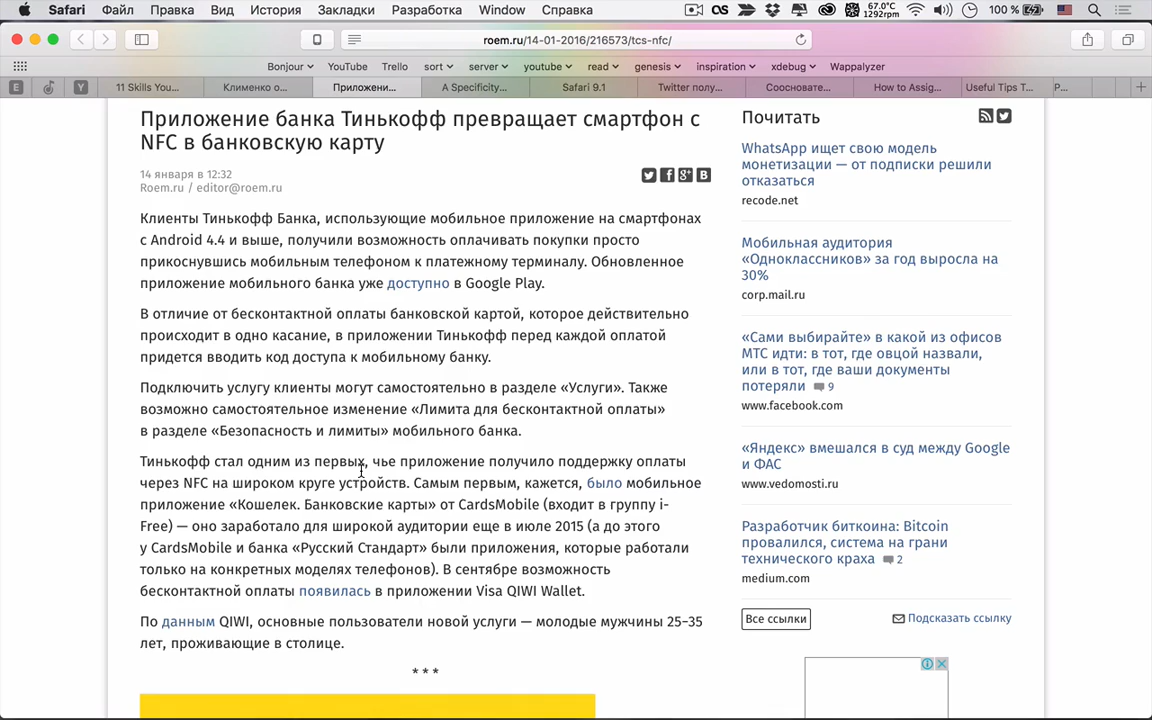 Safari Файл Правка Вид История Закладки Разработка Window Справка 67.0°C 1292rpm 100 %
roem.ru/14-01-2016/216573/tcs-nfc/
Bonjour YouTube Trello sort server youtube read genesis inspiration xdebug Wappalyzer
E Y 11 Skills You... Клименко о... Приложени... A Specificity... Safari 9.1 Twitter полу... Соосновате... How to Assig... Useful Tips T... P...
Приложение банка Тинькофф превращает смартфон с
NFC в банковскую карту
14 января в 12:32
Roem.ru / editor@roem.ru
Клиенты Тинькофф Банка, использующие мобильное приложение на смартфонах
с Android 4.4 и выше, получили возможность оплачивать покупки просто
прикоснувшись мобильным телефоном к платежному терминалу. Обновленное
приложение мобильного банка уже доступно в Google Play.
В отличие от бесконтактной оплаты банковской картой, которое действительно
происходит в одно касание, в приложении Тинькофф перед каждой оплатой
придется вводить код доступа к мобильному банку.
Подключить услугу клиенты могут самостоятельно в разделе «Услуги». Также
возможно самостоятельное изменение «Лимита для бесконтактной оплаты»
в разделе «Безопасность и лимиты» мобильного банка.
Тинькофф стал одним из первых, чье приложение получило поддержку оплаты
через NFC на широком круге устройств. Самым первым, кажется, было мобильное
приложение «Кошелек. Банковские карты» от CardsMobile (входит в группу i-
Free) — оно заработало для широкой аудитории еще в июле 2015 (а до этого
у CardsMobile и банка «Русский Стандарт» были приложения, которые работали
только на конкретных моделях телефонов). В сентябре возможность
бесконтактной оплаты появилась в приложении Visa QIWI Wallet.
По данным QIWI, основные пользователи новой услуги — молодые мужчины 25–35
лет, проживающие в столице.
* * *
Почитать
WhatsApp ищет свою модель
монетизации — от подписки решили
отказаться
recode.net
Мобильная аудитория
«Одноклассников» за год выросла на
30%
corp.mail.ru
«Сами выбирайте» в какой из офисов
МТС идти: в тот, где овцой назвали,
или в тот, где ваши документы
потеряли 9
www.facebook.com
«Яндекс» вмешался в суд между Google
и ФАС
www.vedomosti.ru
Разработчик биткоина: Bitcoin
провалился, система на грани
технического краха 2
medium.com
Все ссылки Подсказать ссылку